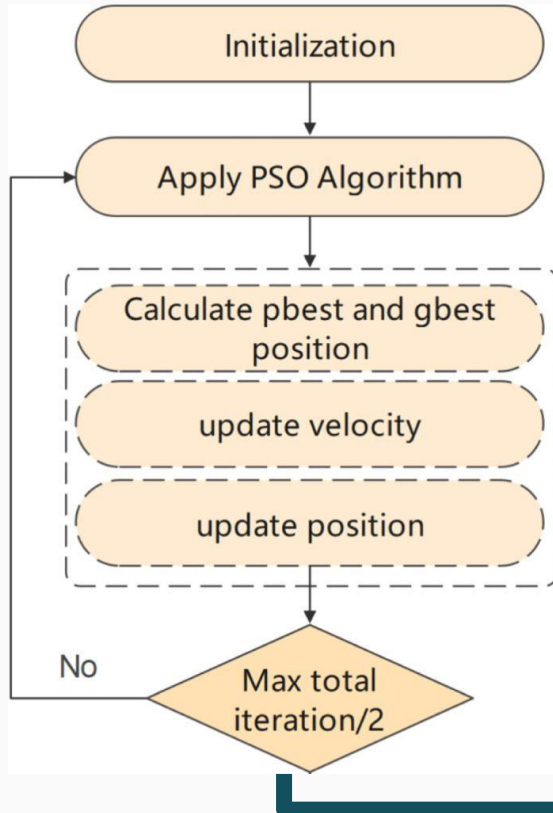 Initialization
Apply PSO Algorithm
Calculate pbest and gbest
position
update velocity
update position
No
Max total
iteration/2